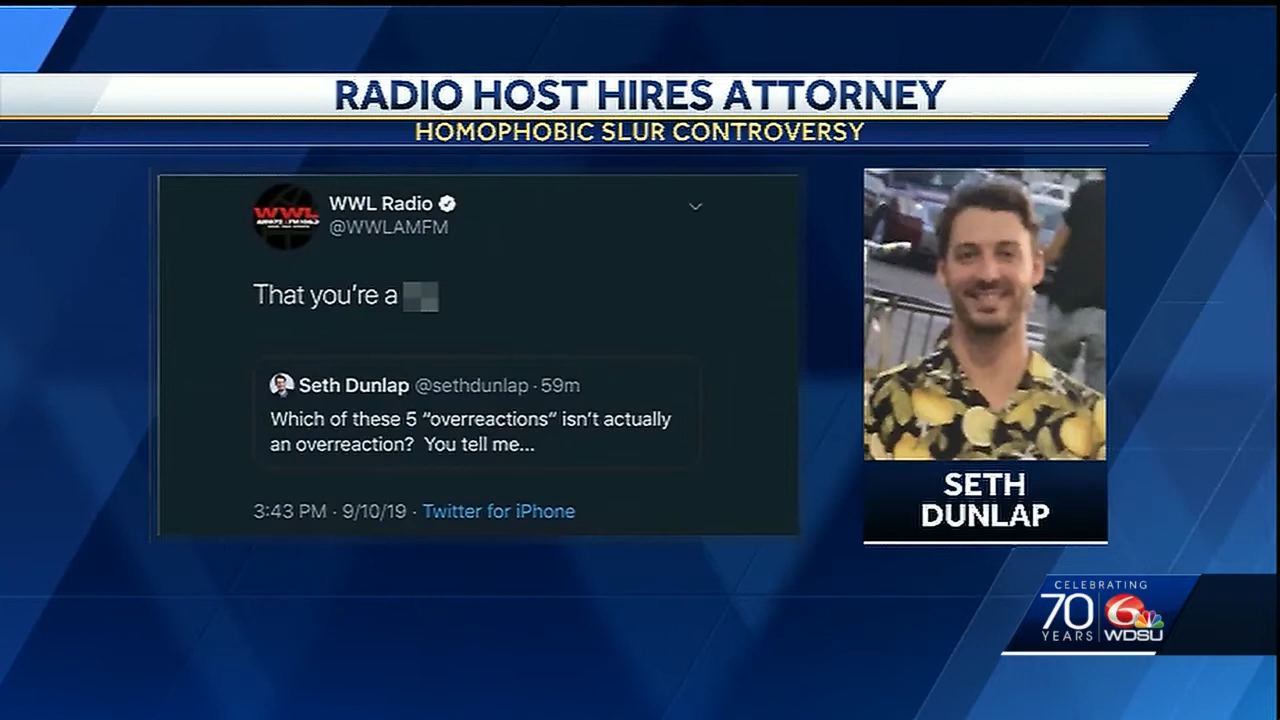 RADIO HOST HIRES ATTORNEY
HOMOPHOBIC SLUR CONTROVERSY
WWL
WWL Radio
@WWLAMFM
That you're a
Seth Dunlap @sethdunlap · 59m
Which of these 5 “overreactions” isn't actually
an overreaction? You tell me...
3:43 PM · 9/10/19 · Twitter for iPhone
SETH
DUNLAP
CELEBRATING
70 6
YEARS WDSU